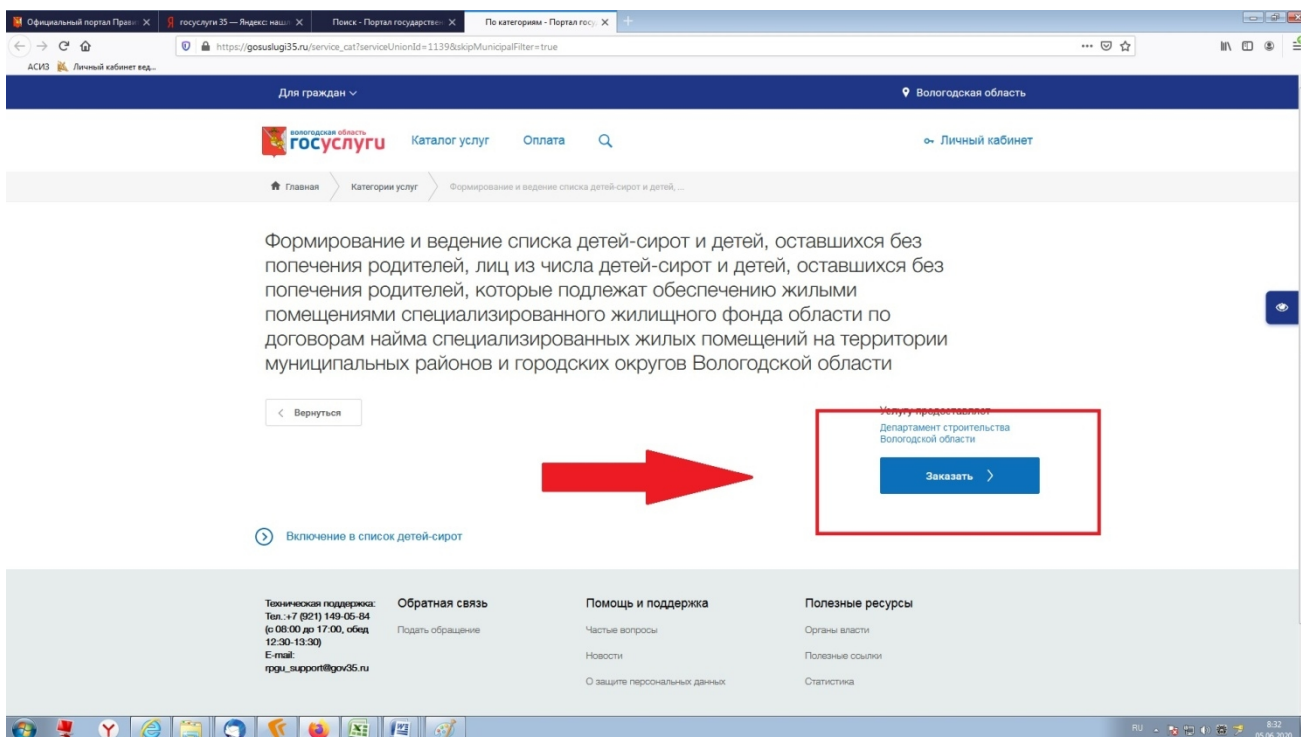 Официальный портал Прави
госуслуги 35 — Яндекс: наш
Поиск - Портал государствен
По категориям - Портал госу
https://gosuslugi35.ru/service_cat?serviceUnionId=1139&skipMunicipalFilter=true
АСИЗ
Личный кабинет вед...
Для граждан
Вологодская область
вологодская область
госуслуги
Каталог услуг
Оплата
Личный кабинет
Главная
Категории услуг
Формирование и ведение списка детей-сирот и детей, ...
Формирование и ведение списка детей-сирот и детей, оставшихся без
попечения родителей, лиц из числа детей-сирот и детей, оставшихся без
попечения родителей, которые подлежат обеспечению жилыми
помещениями специализированного жилищного фонда области по
договорам найма специализированных жилых помещений на территории
муниципальных районов и городских округов Вологодской области
Вернуться
Услугу предоставляют
Департамент строительства
Вологодской области
Заказать
Включение в список детей-сирот
Техническая поддержка:
Тел.:+7 (921) 149-05-84
(с 08:00 до 17:00, обед
12:30-13:30)
E-mail:
rpgu_support@gov35.ru
Обратная связь
Подать обращение
Помощь и поддержка
Частые вопросы
Новости
О защите персональных данных
Полезные ресурсы
Органы власти
Полезные ссылки
Статистика
RU
8:32
05.06.2020